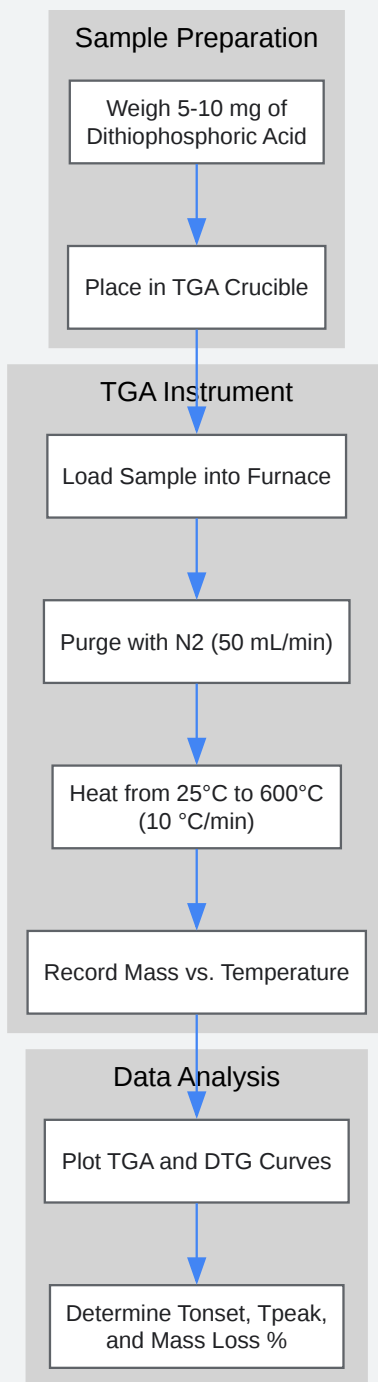 Sample Preparation
Weigh 5-10 mg of
Dithiophosphoric Acid
Place in TGA Crucible
TGA Instrument
Load Sample into Furnace
Purge with N2 (50 mL/min)
Heat from 25°C to 600°C
(10 °C/min)
Record Mass vs. Temperature
Data Analysis
Plot TGA and DTG Curves
Determine Tonset, Tpeak,
and Mass Loss %